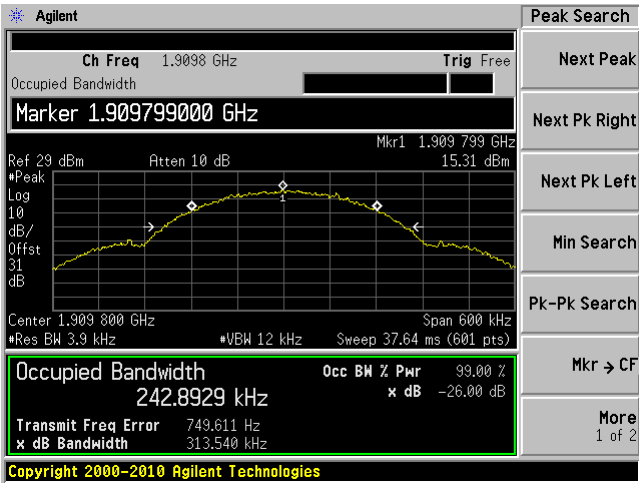 Agilent
Peak Search
Ch Freq 1.9098 GHz Trig Free
Occupied Bandwidth
Marker 1.909799000 GHz
Mkr1 1.909 799 GHz
Ref 29 dBm Atten 10 dB 15.31 dBm
#Peak
Log
10
dB/
Offst
31
dB
1
Center 1.909 800 GHz Span 600 kHz
#Res BW 3.9 kHz #VBW 12 kHz Sweep 37.64 ms (601 pts)
Occupied Bandwidth Occ BW % Pwr 99.00 %
242.8929 kHz x dB -26.00 dB
Transmit Freq Error 749.611 Hz
x dB Bandwidth 313.540 kHz
Next Peak
Next Pk Right
Next Pk Left
Min Search
Pk-Pk Search
Mkr → CF
More
1 of 2
Copyright 2000-2010 Agilent Technologies